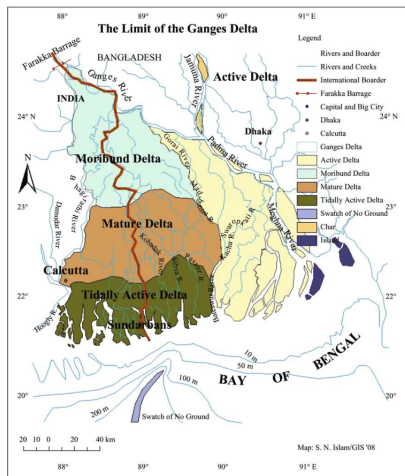 88° 89° 90° 91° E
The Limit of the Ganges Delta
Farakka Barrage
BANGLADESH
Ganges River
Jamuna River
Active Delta
INDIA
24° N
24° N
Dhaka
Padma River
Gorai River
Moribund Delta
N
23°
23°
Meghna River
Damodar River
Mature Delta
Kobadak River
Sibsa R.
Passur R.
Kacha R.
Calcutta
22°
22°
Tidally Active Delta
Hoogly R.
Sundarbans
10 m
50 m
100 m
200 m
BAY OF BENGAL
20°
20°
Swatch of No Ground
20 10 0 20 40 km
Map: S. N. Islam/GIS '08
88° 89° 90° 91° E
Legend
Rivers and Boarder
Rivers and Creeks
International Boarder
Farakka Barrage
Capital and Big City
Dhaka
Calcutta
Ganges Delta
Active Delta
Moribund Delta
Mature Delta
Tidally Active Delta
Swatch of No Ground
Char
Island